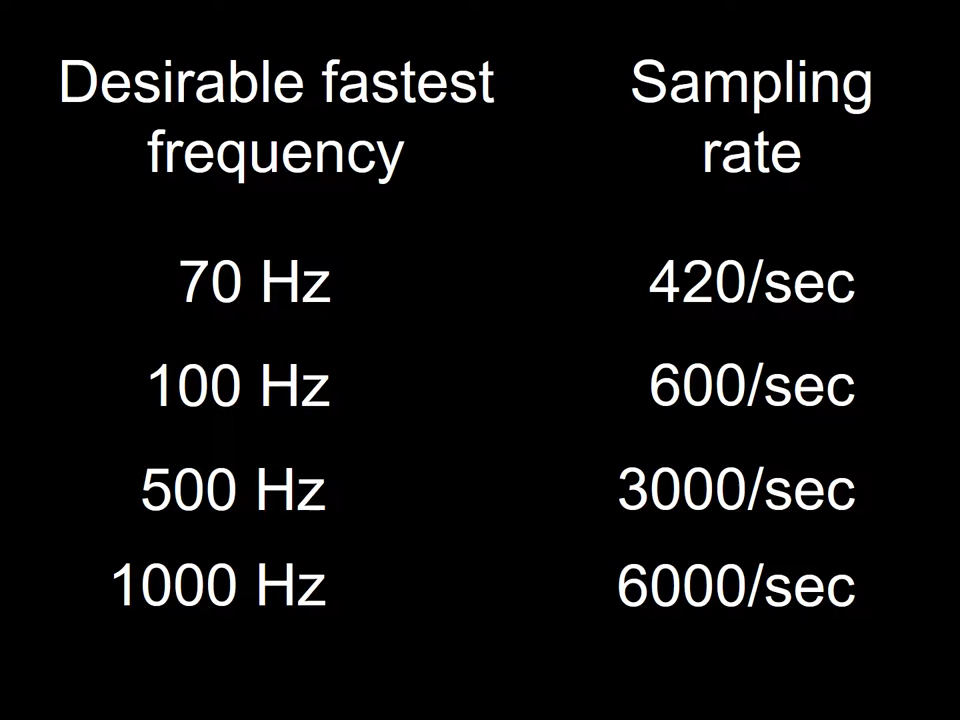 Desirable fastest Sampling
frequency rate
70 Hz 420/sec
100 Hz 600/sec
500 Hz 3000/sec
1000 Hz 6000/sec